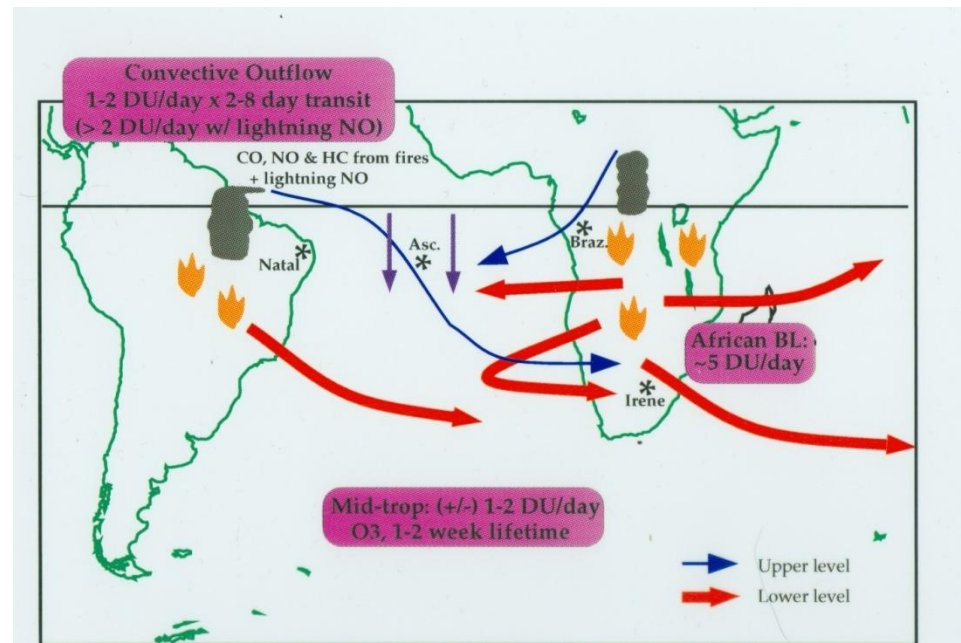 Convective Outflow
1-2 DU/day x 2-8 day transit
(> 2 DU/day w/ lightning NO)
CO, NO & HC from fires
+ lightning NO
Natal
Asc.
Braz.
African BL:
~5 DU/day
Irene
Mid-trop: (+/-) 1-2 DU/day
O3, 1-2 week lifetime
Upper level
Lower level